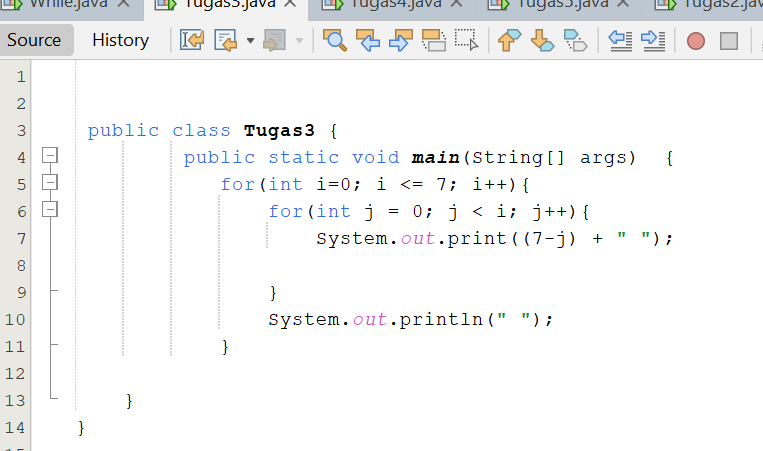 While.java × Tugas3.java × Tugas4.java × Tugas5.java × Tugas2.jav
Source History
1
2
3 public class Tugas3 {
4 public static void main(String[] args)  {
5 for(int i=0; i <= 7; i++){
6 for(int j = 0; j < i; j++){
7 System.out.print((7-j) + " ");
8
9 }
10 System.out.println(" ");
11 }
12
13 }
14 }